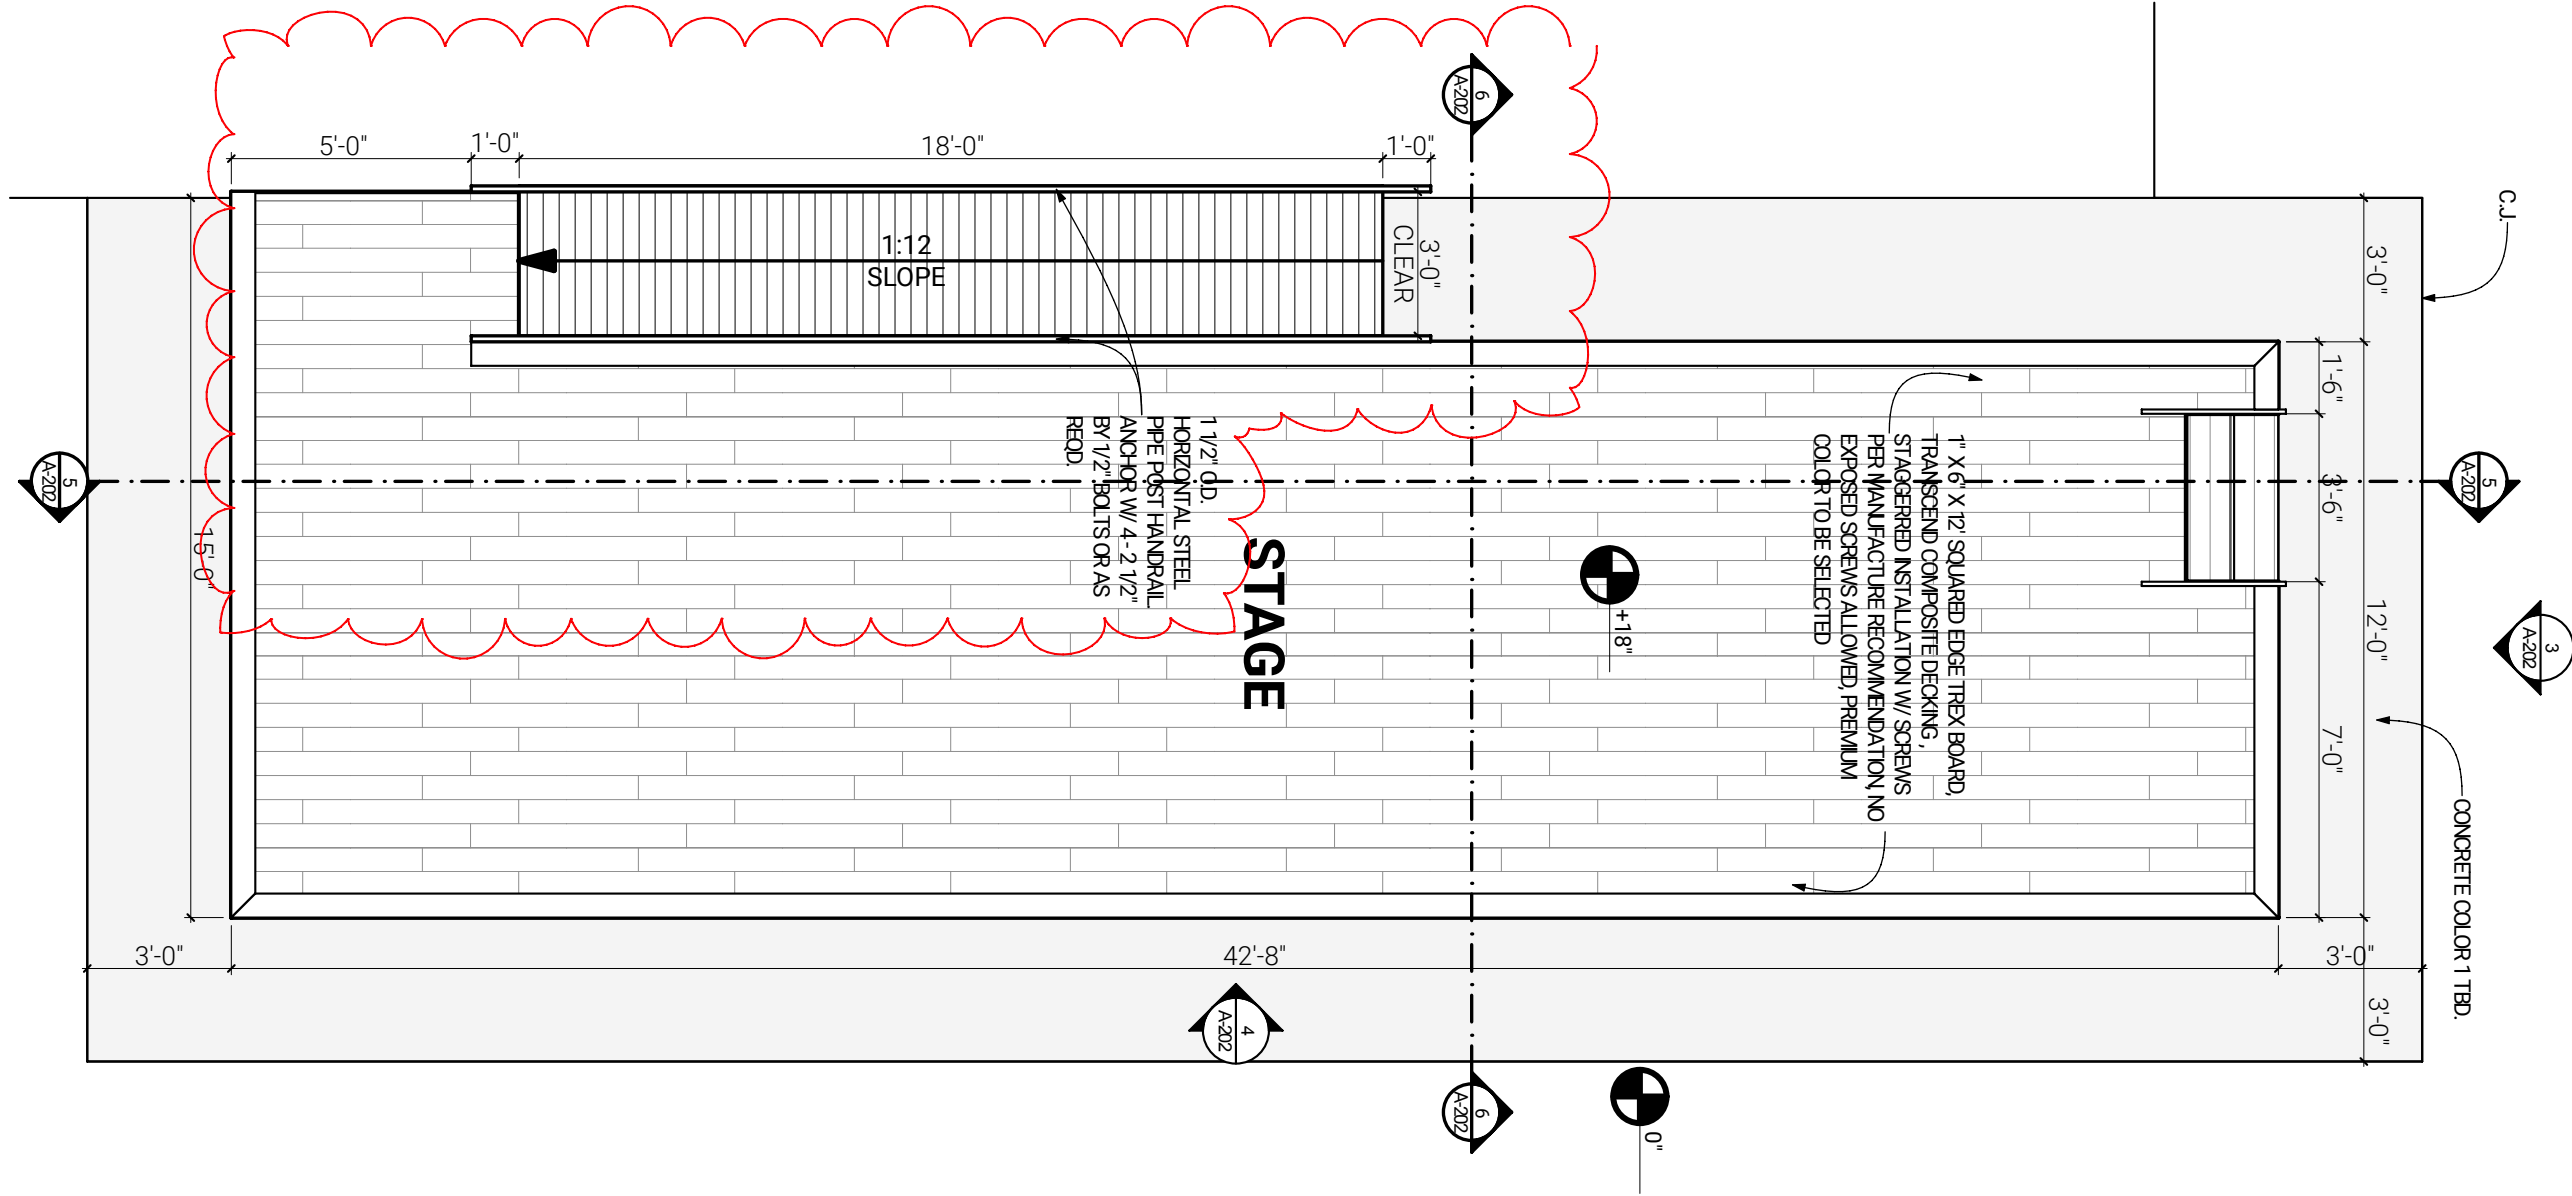 6
A-202
5'-0"
1'-0"
18'-0"
1'-0"
C.J.
1:12
SLOPE
3'-0"
CLEAR
3'-0"
1'-6"
3'-6"
12'-0"
7'-0"
15'-0"
1 1/2" O.D.
HORIZONTAL STEEL
PIPE POST HANDRAIL.
ANCHOR W/ 4- 2 1/2"
BY 1/2" BOLTS OR AS
REQD.
1" X 6" X 12' SQUARED EDGE TREX BOARD,
TRANSCEND COMPOSITE DECKING ,
STAGGERRED INSTALLATION W/ SCREWS
PER MANUFACTURE RECOMMENDATION, NO
EXPOSED SCREWS ALLOWED, PREMIUM
COLOR TO BE SELECTED
5
A-202
5
A-202
STAGE
+18"
3
A-202
CONCRETE COLOR 1 TBD.
3'-0"
42'-8"
3'-0"
3'-0"
4
A-202
6
A-202
0"